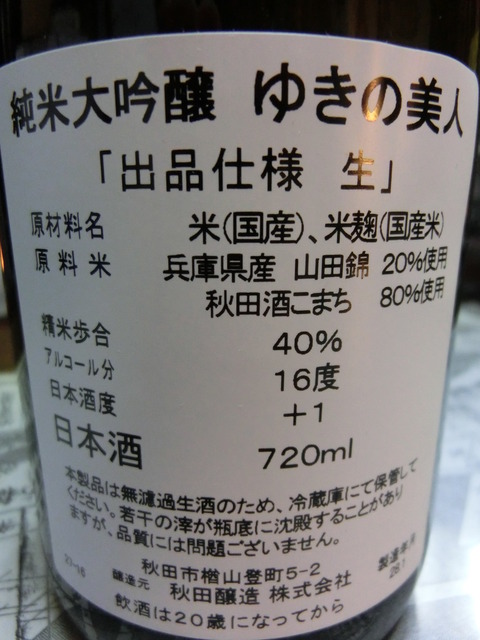 純米大吟醸 ゆきの美人
「出品仕様 生」
原材料名 米(国産)、米麹(国産米)
原料米 兵庫県産 山田錦 20%使用
秋田酒こまち 80%使用
精米歩合 40%
アルコール分 16度
日本酒度 +1
日本酒 720ml
本製品は無濾過生酒のため、冷蔵庫にて保管して
ください。若干の滓が瓶底に沈殿することがあり
ますが、品質には問題ございません。
秋田市楢山登町5-2
製造年月
醸造元 秋田醸造 株式会社
飲酒は20歳になってから